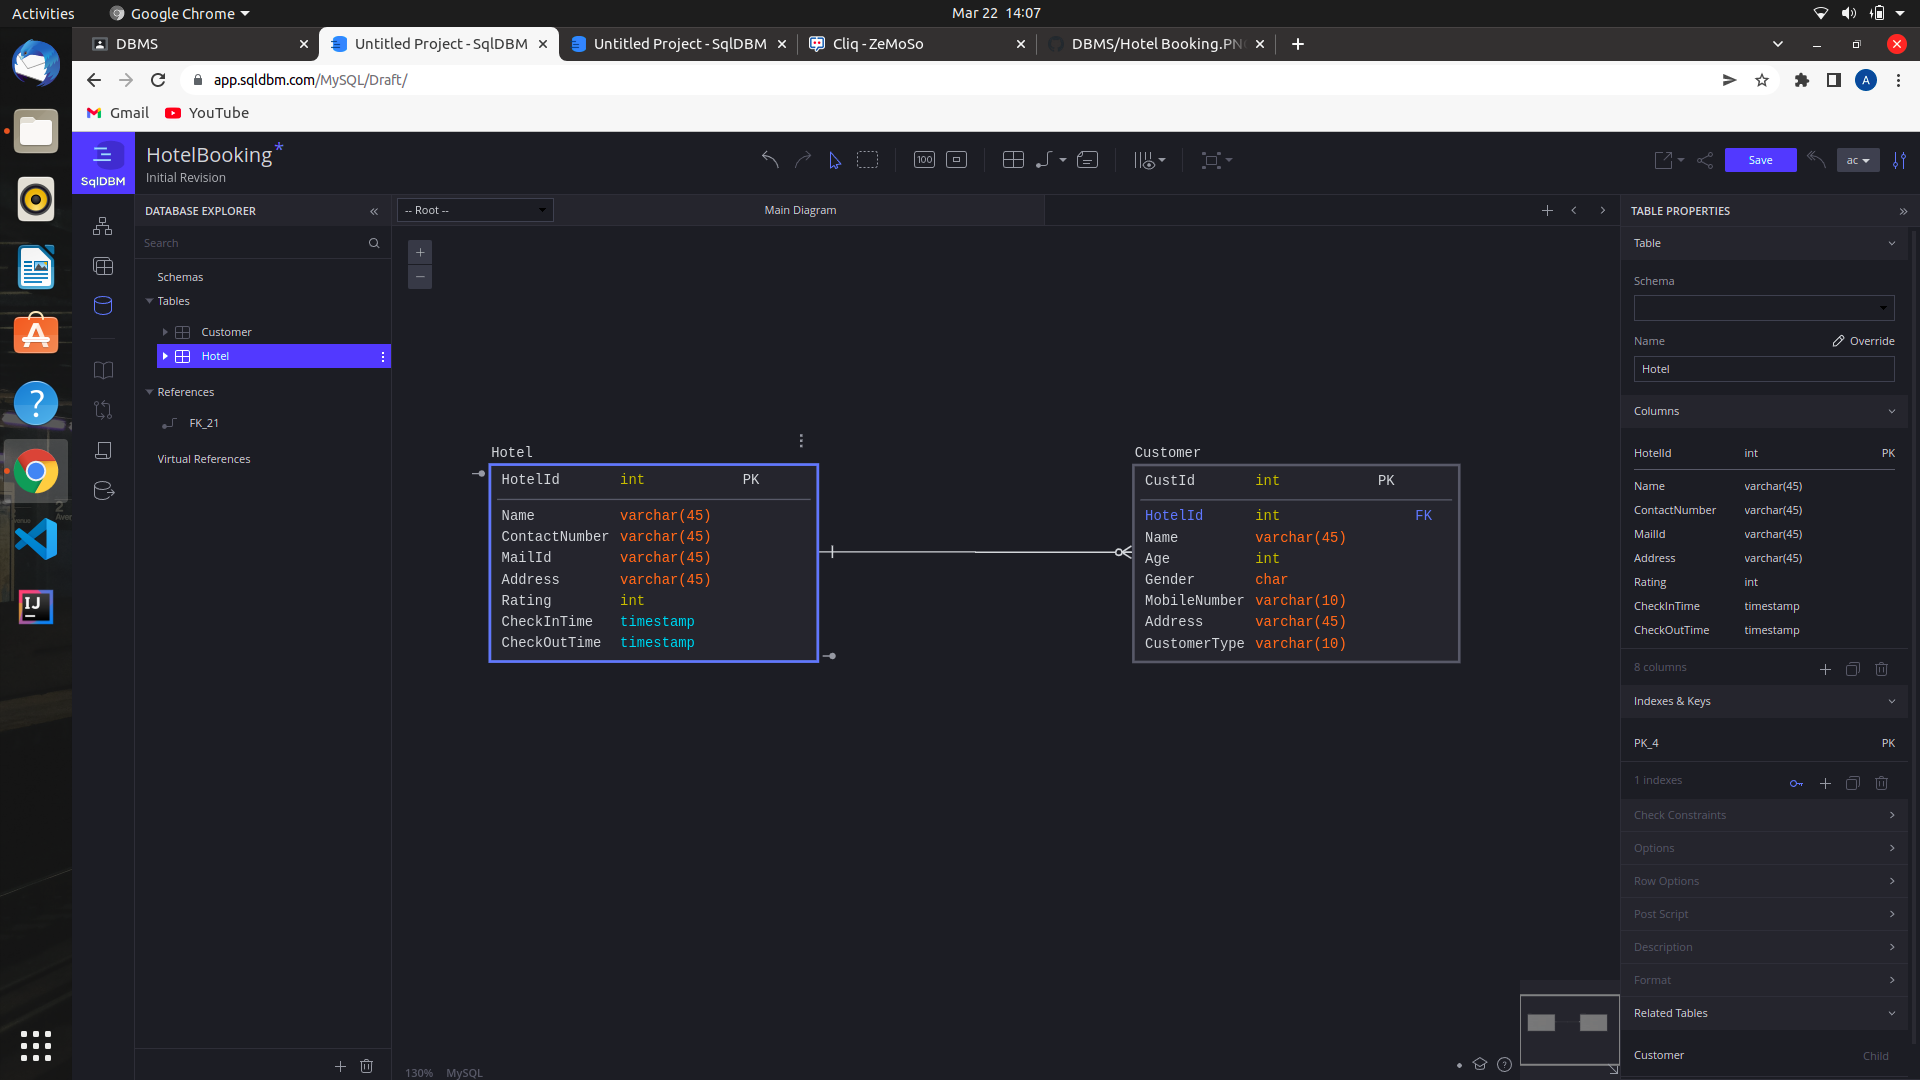 Activities
Google Chrome
Mar 22 14:07
DBMS
Untitled Project - SqlDBM
Untitled Project - SqlDBM
Cliq - ZeMoSo
DBMS/Hotel Booking.PN
app.sqldbm.com/MySQL/Draft/
A
Gmail
YouTube
SqlDBM
HotelBooking*
Initial Revision
100
Save
ac
DATABASE EXPLORER
-- Root --
Main Diagram
TABLE PROPERTIES
Search
Schemas
Tables
Customer
Hotel
References
FK_21
Virtual References
Hotel
HotelId int PK
Name varchar(45)
ContactNumber varchar(45)
MailId varchar(45)
Address varchar(45)
Rating int
CheckInTime timestamp
CheckOutTime timestamp
Customer
CustId int PK
HotelId int FK
Name varchar(45)
Age int
Gender char
MobileNumber varchar(10)
Address varchar(45)
CustomerType varchar(10)
Table
Schema
Name
Override
Hotel
Columns
HotelId int PK
Name varchar(45)
ContactNumber varchar(45)
MailId varchar(45)
Address varchar(45)
Rating int
CheckInTime timestamp
CheckOutTime timestamp
8 columns
Indexes & Keys
PK_4 PK
1 indexes
Check Constraints
Options
Row Options
Post Script
Description
Format
Related Tables
Customer Child
130% MySQL